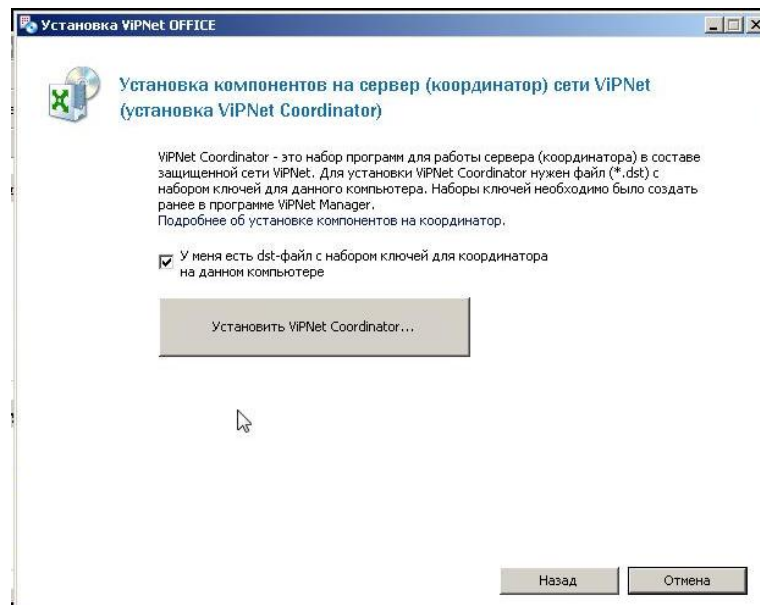 Установка ViPNet OFFICE
Установка компонентов на сервер (координатор) сети ViPNet
(установка ViPNet Coordinator)
ViPNet Coordinator - это набор программ для работы сервера (координатора) в составе
защищенной сети ViPNet. Для установки ViPNet Coordinator нужен файл (*.dst) с
набором ключей для данного компьютера. Наборы ключей необходимо было создать
ранее в программе ViPNet Manager.
Подробнее об установке компонентов на координатор.
У меня есть dst-файл с набором ключей для координатора
на данном компьютере
Установить ViPNet Coordinator...
Назад
Отмена